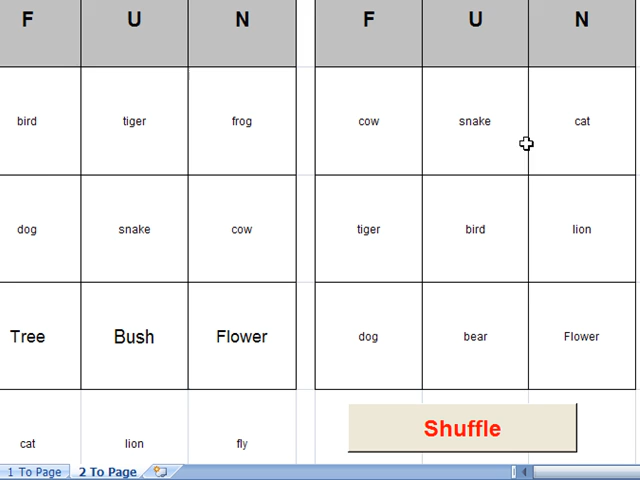 F U N F U N
bird tiger frog cow snake cat
dog snake cow tiger bird lion
Tree Bush Flower dog bear Flower
Shuffle
cat lion fly
1 To Page 2 To Page